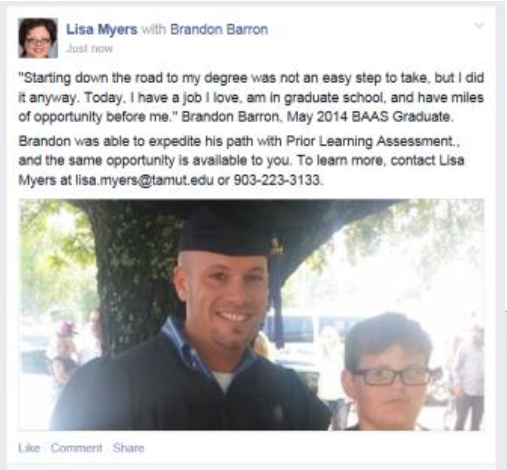 Lisa Myers with Brandon Barron
Just now
"Starting down the road to my degree was not an easy step to take, but I did
it anyway. Today, I have a job I love, am in graduate school, and have miles
of opportunity before me." Brandon Barron, May 2014 BAAS Graduate.
Brandon was able to expedite his path with Prior Learning Assessment.,
and the same opportunity is available to you. To learn more, contact Lisa
Myers at lisa.myers@tamut.edu or 903-223-3133.
Like · Comment · Share